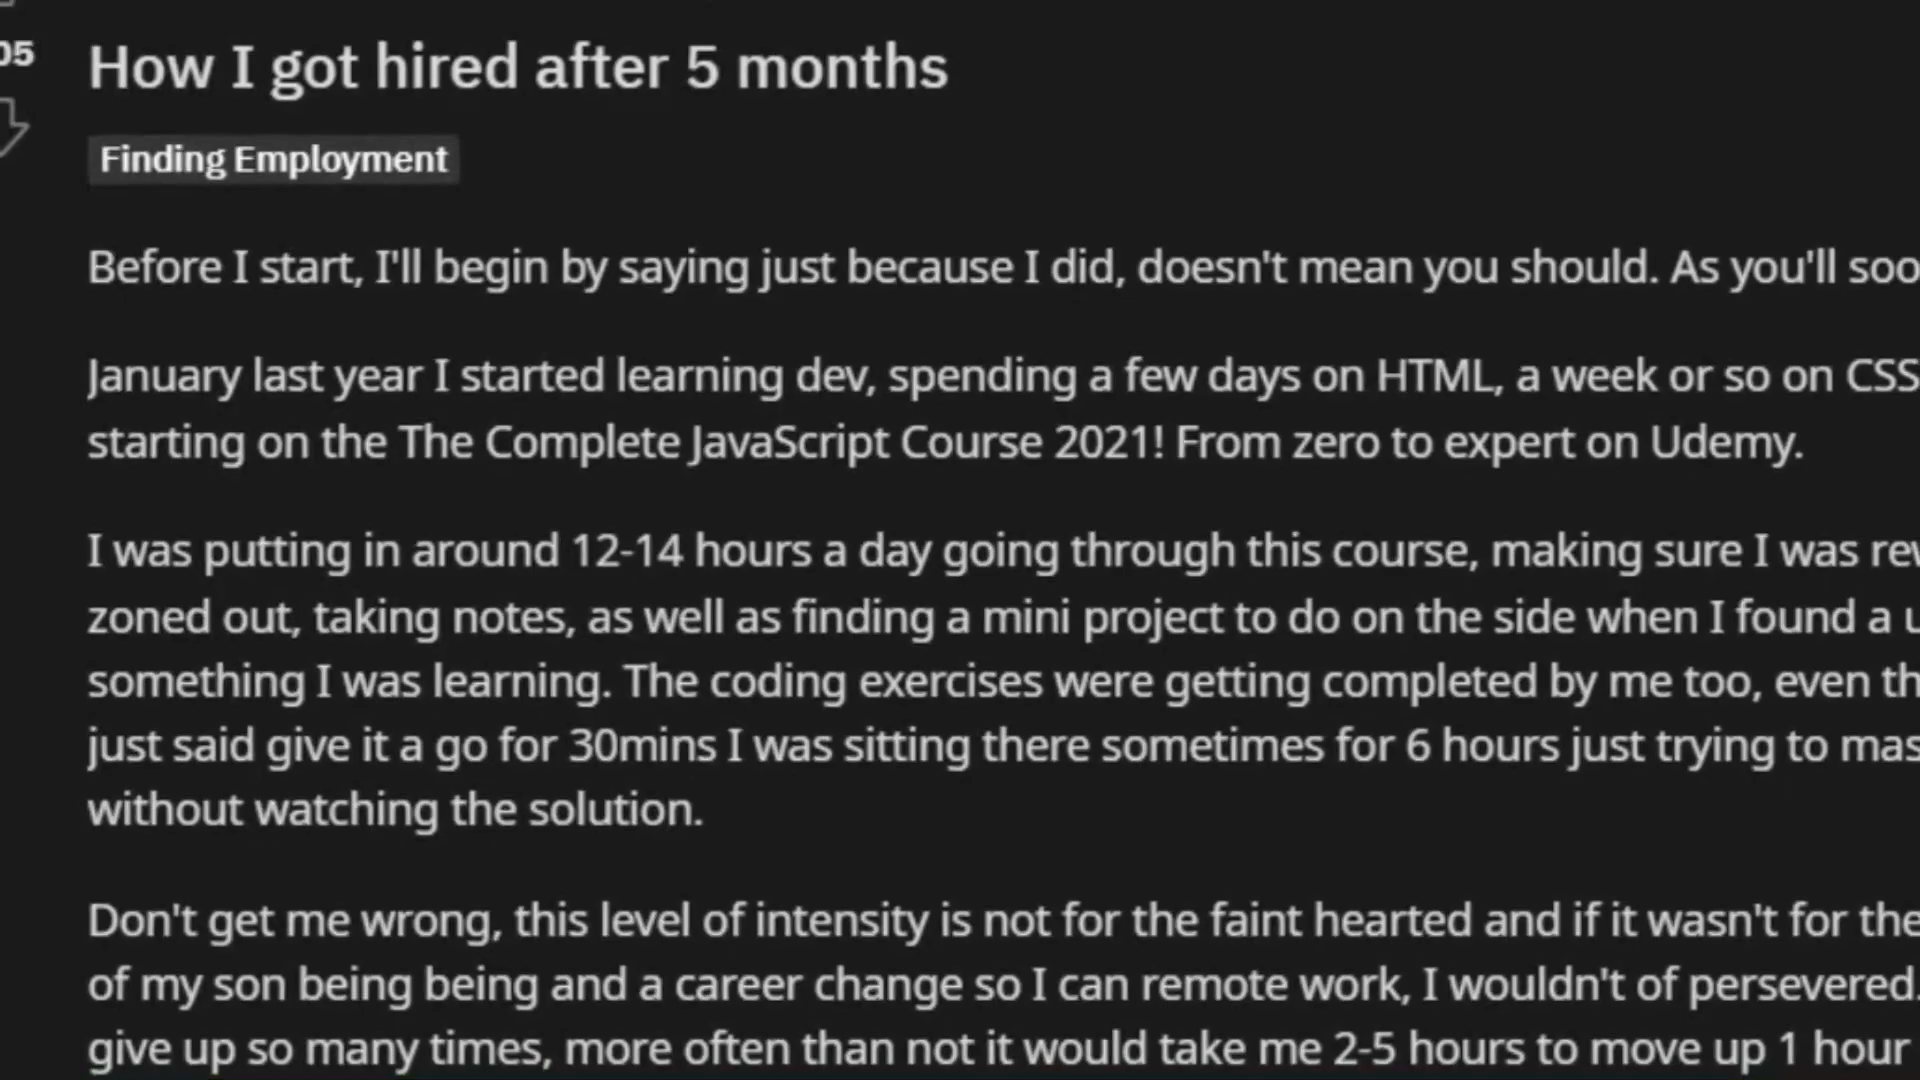 05
How I got hired after 5 months
Finding Employment
Before I start, I'll begin by saying just because I did, doesn't mean you should. As you'll
January last year I started learning dev, spending a few days on HTML, a week or so on CSS
starting on the The Complete JavaScript Course 2021! From zero to expert on Udemy.
I was putting in around 12-14 hours a day going through this course, making sure I was
zoned out, taking notes, as well as finding a mini project to do on the side when I found a
something I was learning. The coding exercises were getting completed by me too, even
just said give it a go for 30mins I was sitting there sometimes for 6 hours just trying to
without watching the solution.
Don't get me wrong, this level of intensity is not for the faint hearted and if it wasn't for the
of my son being being and a career change so I can remote work, I wouldn't of persevered.
give up so many times, more often than not it would take me 2-5 hours to move up 1 hour